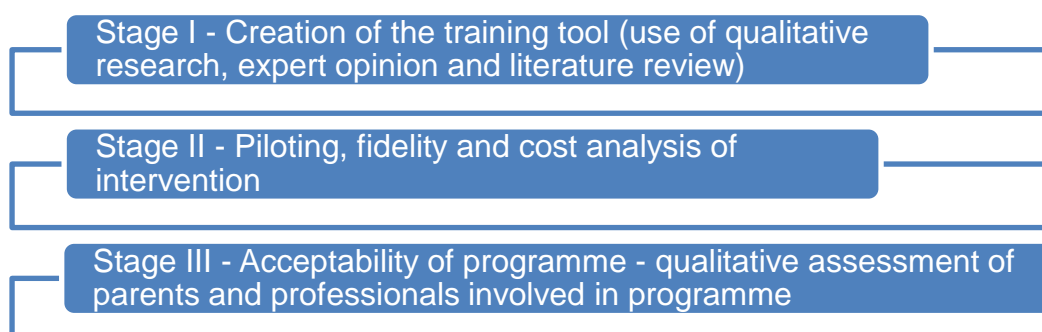 Stage I - Creation of the training tool (use of qualitative
research, expert opinion and literature review)
Stage II - Piloting, fidelity and cost analysis of
intervention
Stage III - Acceptability of programme - qualitative assessment of
parents and professionals involved in programme